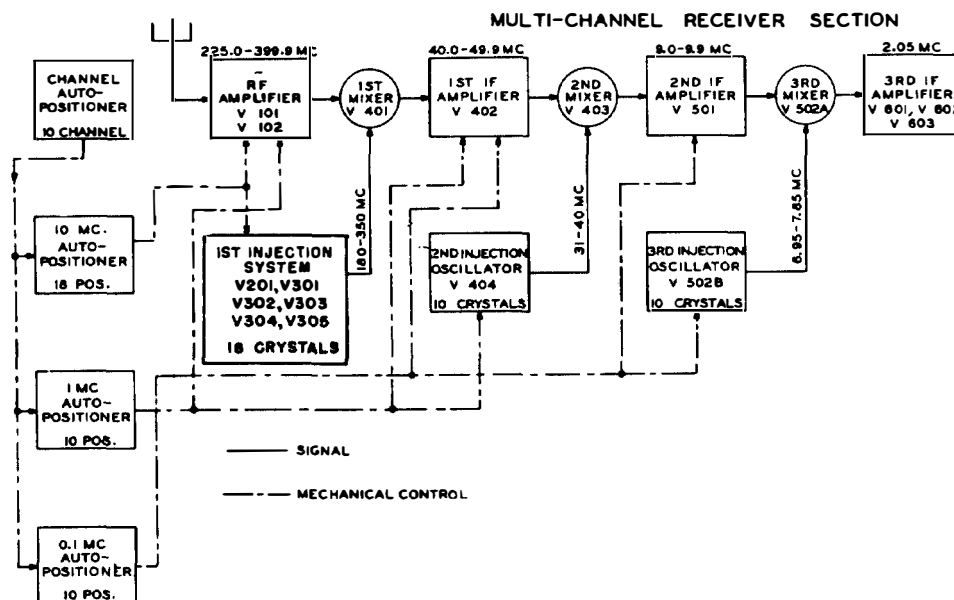 MULTI-CHANNEL RECEIVER SECTION
225.0-399.9 MC
40.0-49.9 MC
9.0-9.9 MC
2.05 MC
CHANNEL
AUTO-
POSITIONER
10 CHANNEL
RF
AMPLIFIER
V 101
V 102
1ST
MIXER
V 401
1ST IF
AMPLIFIER
V 402
2ND
MIXER
V 403
2ND IF
AMPLIFIER
V 501
3RD
MIXER
V 502A
3RD IF
AMPLIFIER
V 601, V 602
V 603
10 MC.
AUTO-
POSITIONER
18 POS.
1ST INJECTION
SYSTEM
V201, V301
V302, V303
V304, V305
18 CRYSTALS
180-350 MC
2ND INJECTION
OSCILLATOR
V 404
10 CRYSTALS
31-40 MC
3RD INJECTION
OSCILLATOR
V 502B
10 CRYSTALS
6.95-7.85 MC
1 MC
AUTO-
POSITIONER
10 POS.
SIGNAL
MECHANICAL CONTROL
0.1 MC
AUTO-
POSITIONER
10 POS.